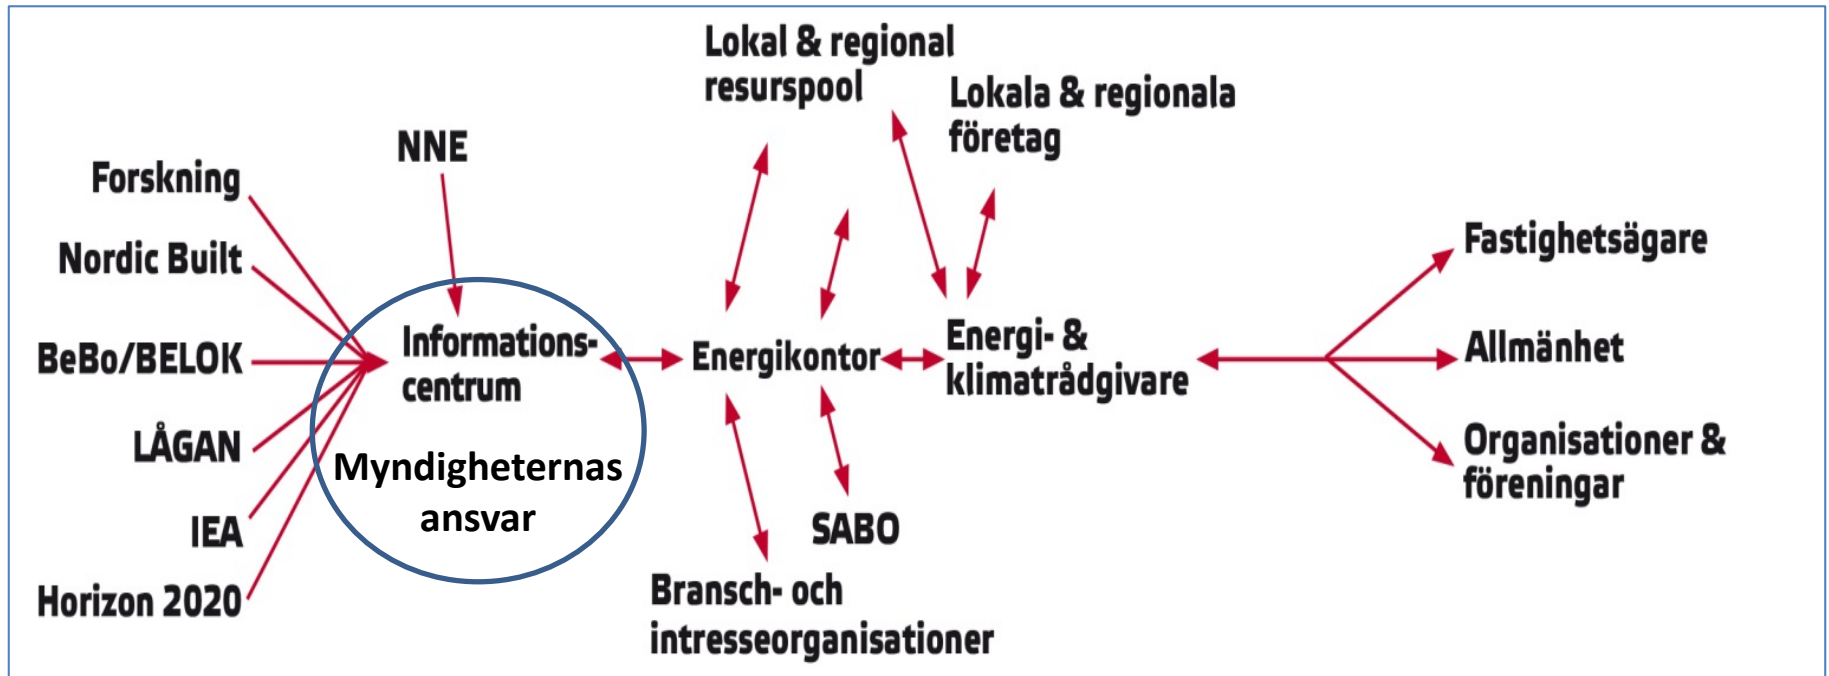 Lokal & regional
resurspool
Lokala & regionala
företag
NNE
Forskning
Nordic Built
BeBo/BELOK
LÅGAN
IEA
Horizon 2020
Informations-
centrum
Myndigheternas
ansvar
Energikontor
Energi- &
klimatrådgivare
SABO
Bransch- och
intresseorganisationer
Fastighetsägare
Allmänhet
Organisationer &
föreningar